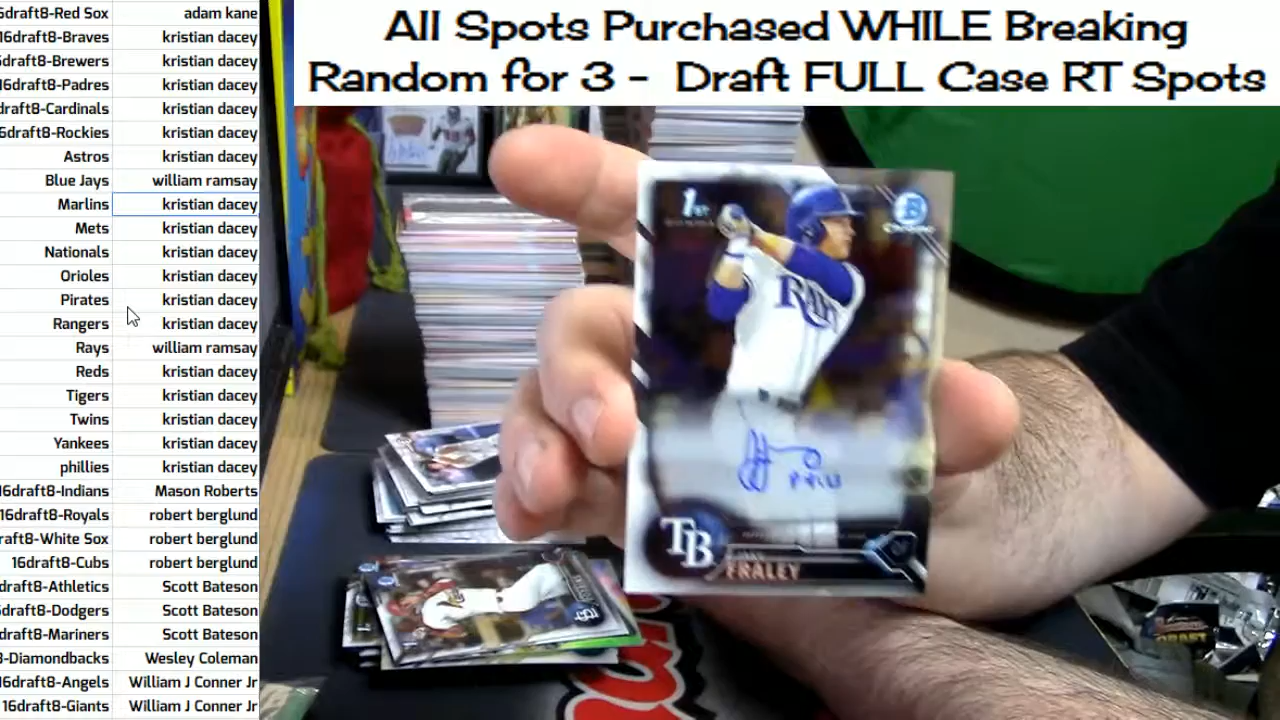 6draft8-Red Sox adam kane
16draft8-Braves kristian dacey
6draft8-Brewers kristian dacey
16draft8-Padres kristian dacey
draft8-Cardinals kristian dacey
6draft8-Rockies kristian dacey
Astros kristian dacey
Blue Jays william ramsay
Marlins kristian dacey
Mets kristian dacey
Nationals kristian dacey
Orioles kristian dacey
Pirates kristian dacey
Rangers kristian dacey
Rays william ramsay
Reds kristian dacey
Tigers kristian dacey
Twins kristian dacey
Yankees kristian dacey
phillies kristian dacey
16draft8-Indians Mason Roberts
16draft8-Royals robert berglund
draft8-White Sox robert berglund
16draft8-Cubs robert berglund
draft8-Athletics Scott Bateson
draft8-Dodgers Scott Bateson
draft8-Mariners Scott Bateson
8-Diamondbacks Wesley Coleman
16draft8-Angels William J Conner Jr
16draft8-Giants William J Conner Jr
All Spots Purchased WHILE Breaking
Random for 3 - Draft FULL Case RT Spots
1st
B
CHROME
RAYS
TB
FRALEY
DRAFT